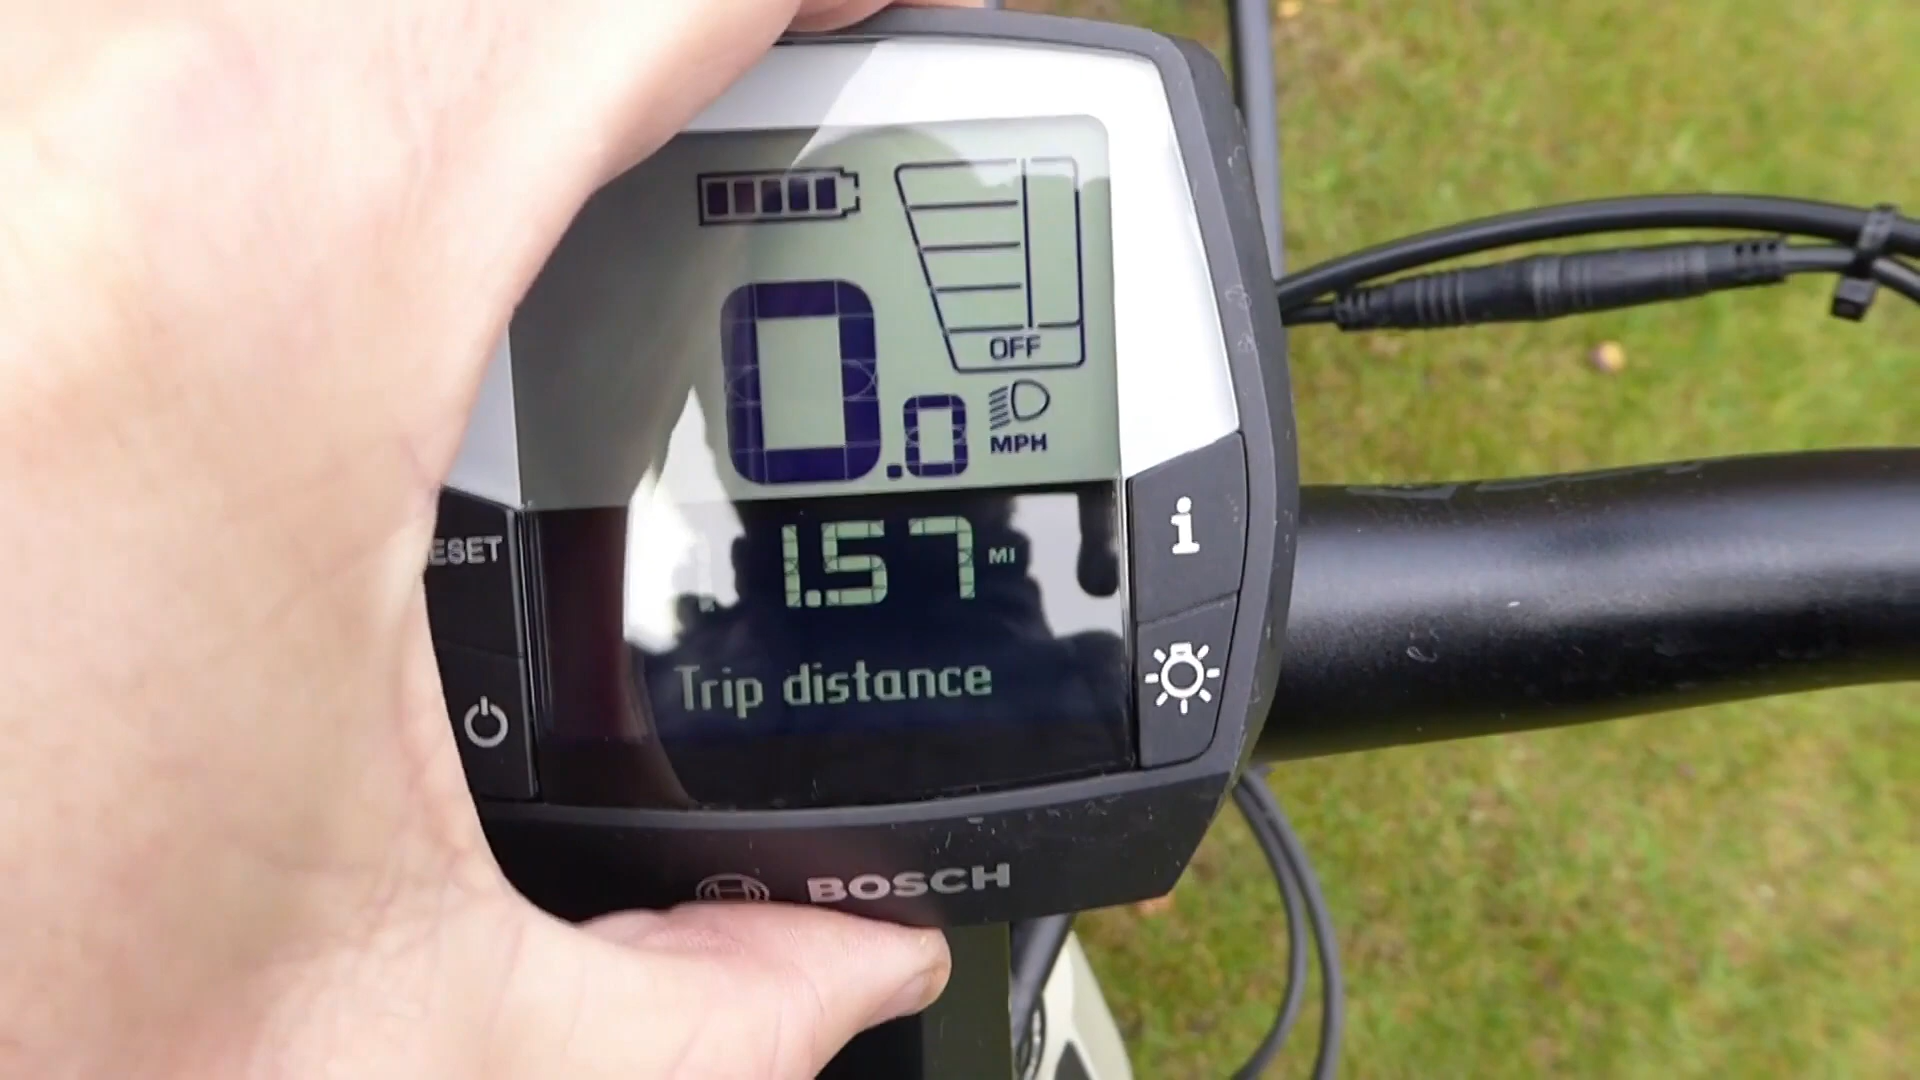 OFF
0.0
MPH
ESET
i
1.57 MI
Trip distance
BOSCH